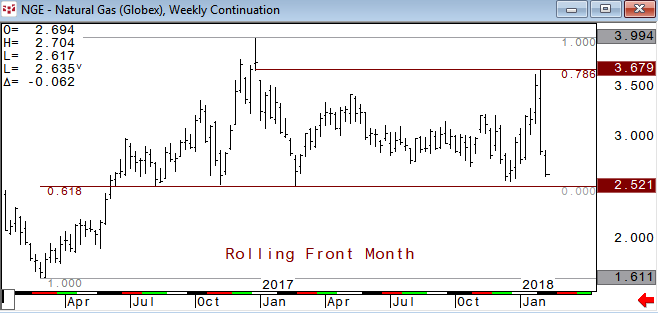 NGE - Natural Gas (Globex), Weekly Continuation
O= 2.694
H= 2.704
L= 2.617
L= 2.635v
Δ= -0.062
3.994
1.000
3.679
0.786
3.500
3.000
2.521
0.618
0.000
2.000
Rolling Front Month
1.611
1.000
2017
2018
Apr Jul Oct Jan Apr Jul Oct Jan